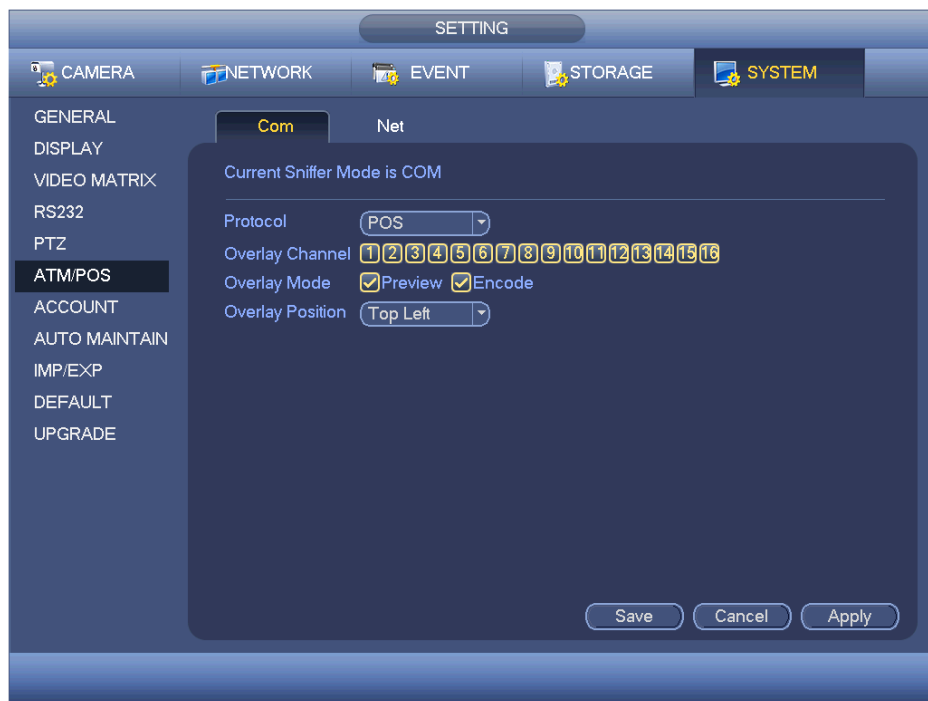 SETTING
CAMERA NETWORK EVENT STORAGE SYSTEM
GENERAL
DISPLAY
VIDEO MATRIX
RS232
PTZ
ATM/POS
ACCOUNT
AUTO MAINTAIN
IMP/EXP
DEFAULT
UPGRADE
Com Net
Current Sniffer Mode is COM
Protocol POS
Overlay Channel 1 2 3 4 5 6 7 8 9 10 11 12 13 14 15 16
Overlay Mode Preview Encode
Overlay Position Top Left
Save Cancel Apply